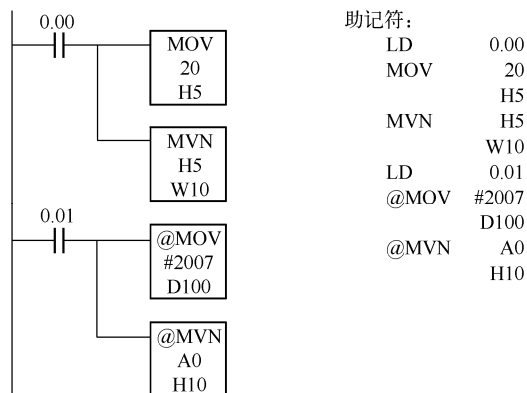 0.00
MOV
20
H5
MVN
H5
W10
0.01
@MOV
#2007
D100
@MVN
A0
H10
助记符：
LD 0.00
MOV 20
H5
MVN H5
W10
LD 0.01
@MOV #2007
D100
@MVN A0
H10